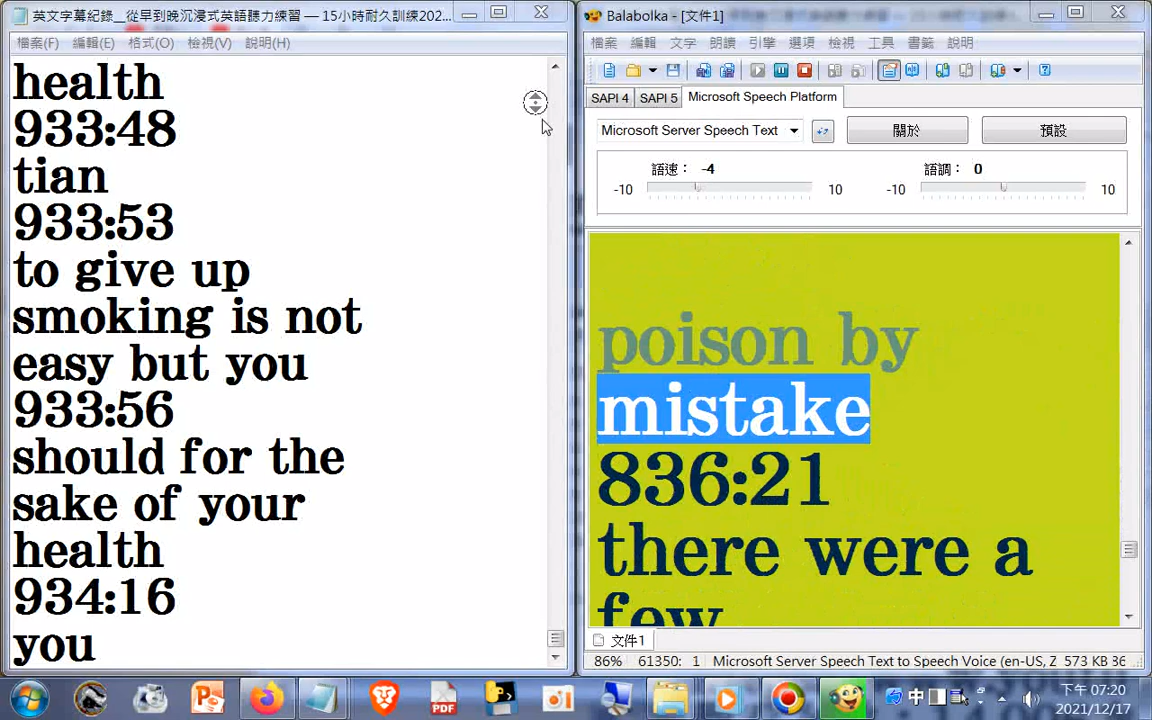 英文字幕紀錄__從早到晚沉浸式英語聽力練習 — 15小時耐久訓練202...
檔案(F) 編輯(E) 格式(O) 檢視(V) 說明(H)
health
933:48
tian
933:53
to give up
smoking is not
easy but you
933:56
should for the
sake of your
health
934:16
you
Balabolka - [文件1]
檔案 編輯 文字 朗讀 引擎 選項 檢視 工具 書籤 說明
SAPI 4 SAPI 5 Microsoft Speech Platform
Microsoft Server Speech Text 關於 預設
語速： -4 語調： 0
-10 10 -10 10
poison by
mistake
836:21
there were a
few
文件1
86% 61350: 1 Microsoft Server Speech Text to Speech Voice (en-US, Z 573 KB 36
中
下午 07:20
2021/12/17